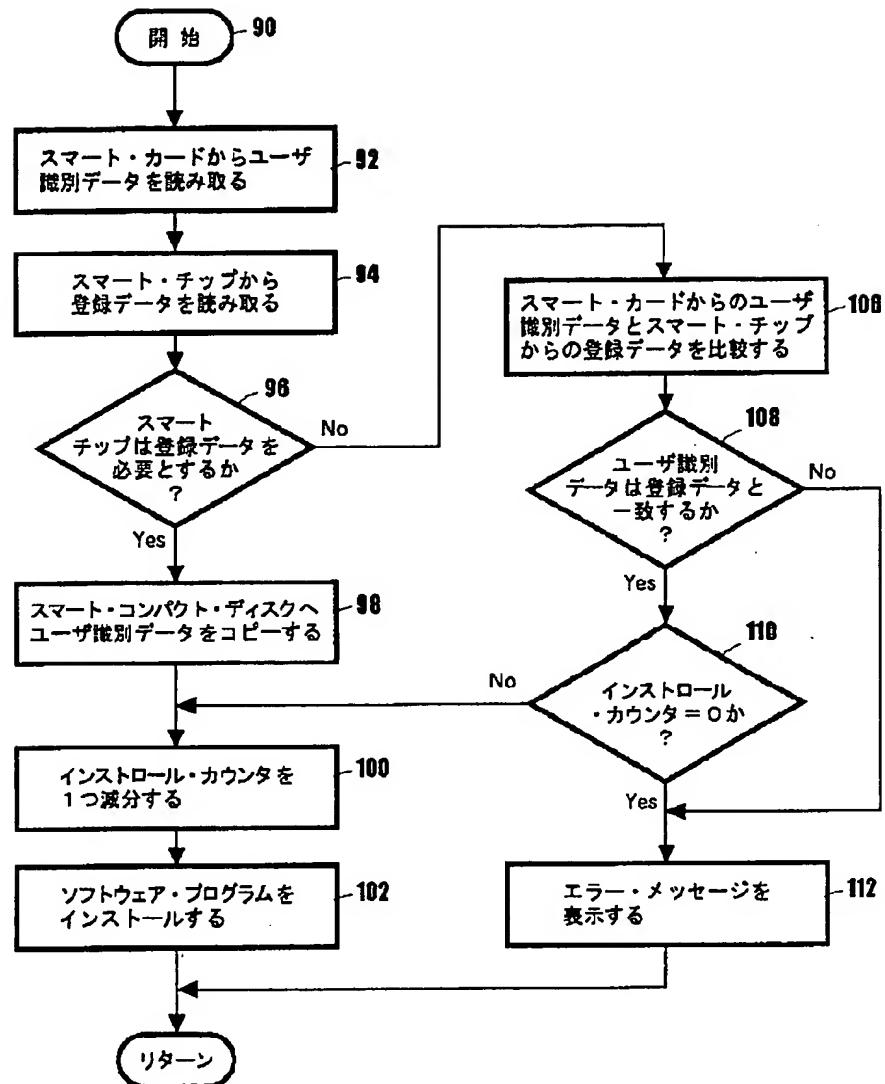 開 始
90
スマート・カードからユーザ
識別データを読み取る
92
スマート・チップから
登録データを読み取る
94
スマート
チップは登録データを
必要とするか
?
96
No
Yes
スマート・コンパクト・ディスクへ
ユーザ識別データをコピーする
98
インストロール・カウンタを
1つ減分する
100
ソフトウェア・プログラムを
インストールする
102
リターン
スマート・カードからのユーザ
識別データとスマート・チップ
からの登録データを比較する
106
ユーザ識別
データは登録データと
一致するか
?
108
No
Yes
インストロール
・カウンタ=0か
?
110
No
Yes
エラー・メッセージを
表示する
112